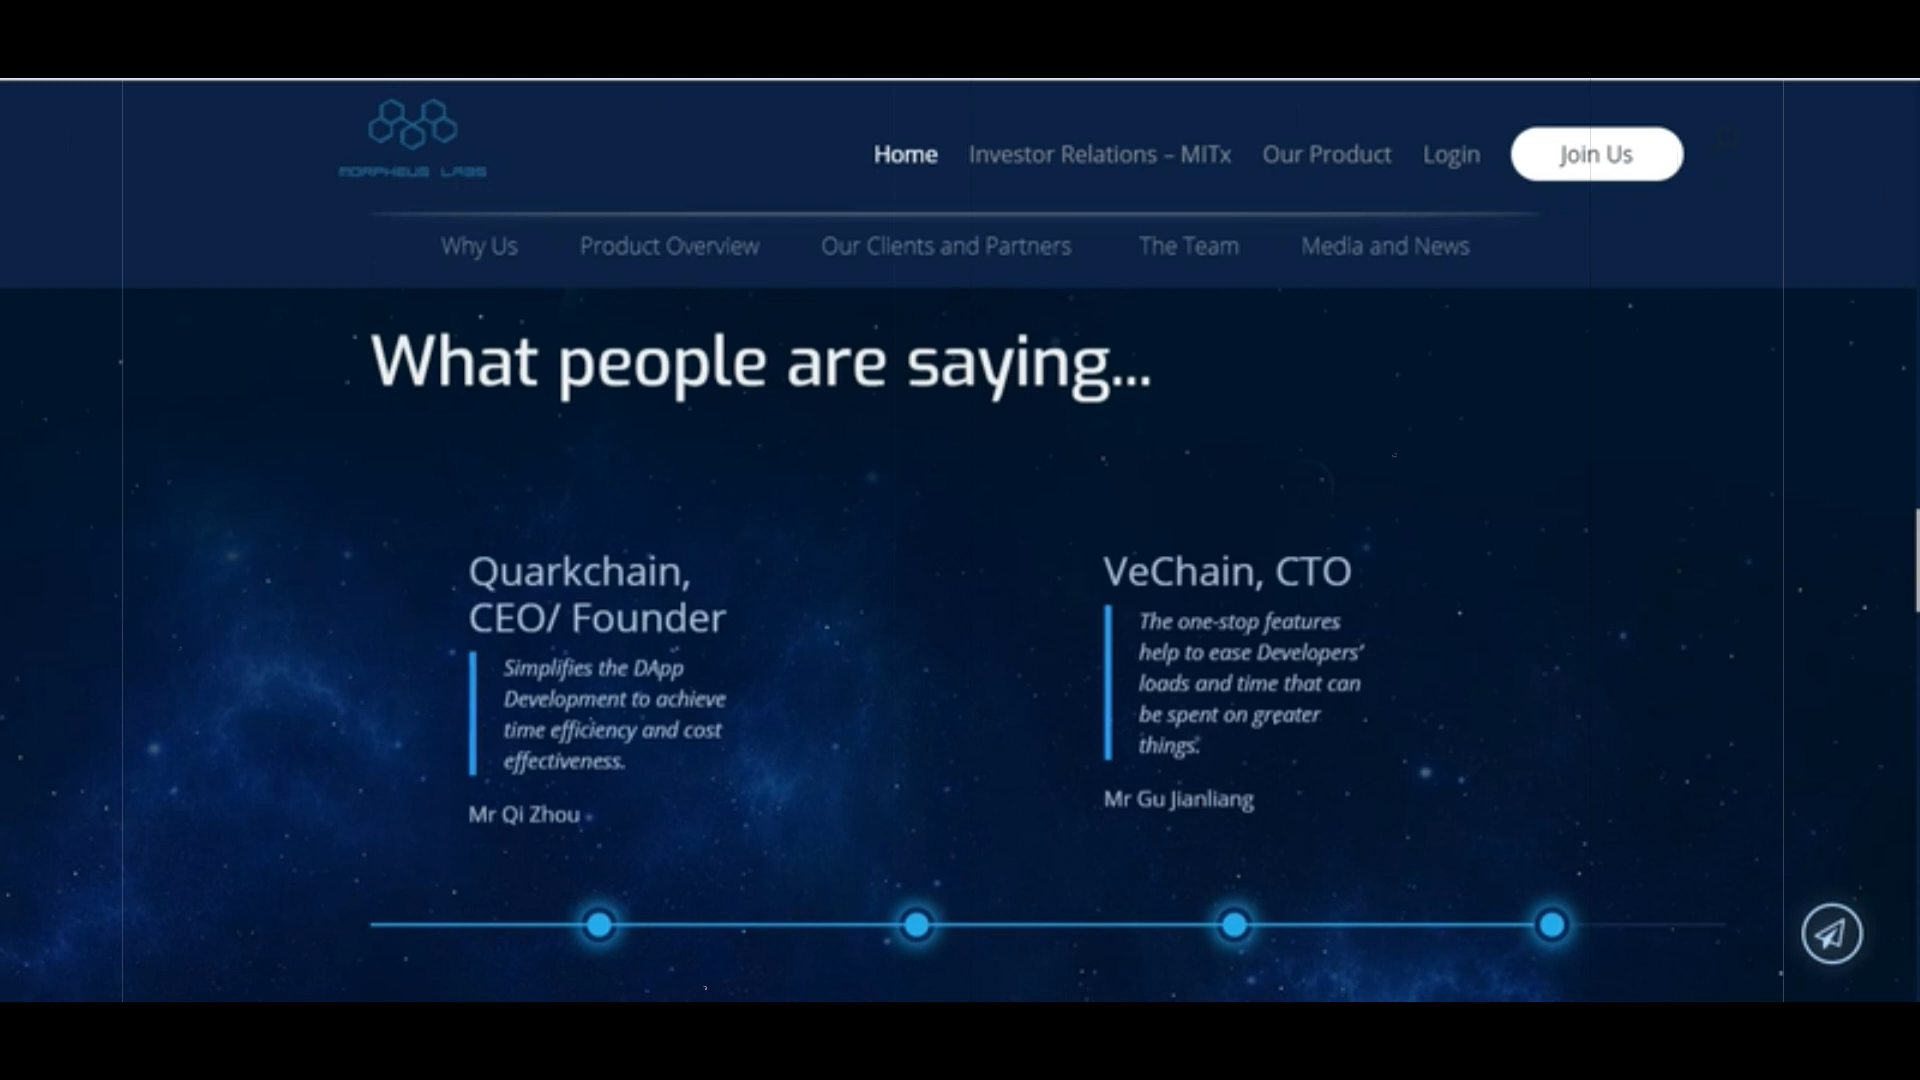 MORPHEUS LABS
Home Investor Relations – MITx Our Product Login Join Us
Why Us Product Overview Our Clients and Partners The Team Media and News
What people are saying...
Quarkchain,
CEO/ Founder
Simplifies the DApp
Development to achieve
time efficiency and cost
effectiveness.
Mr Qi Zhou
VeChain, CTO
The one-stop features
help to ease Developers’
loads and time that can
be spent on greater
things.
Mr Gu Jianliang